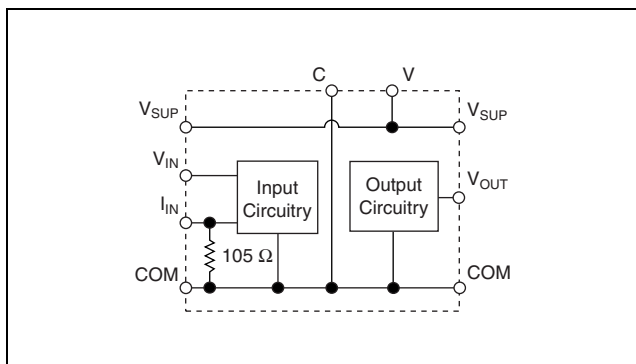 C
V
V_SUP
V_SUP
V_IN
Input
Circuitry
Output
Circuitry
V_OUT
I_IN
105 Ω
COM
COM